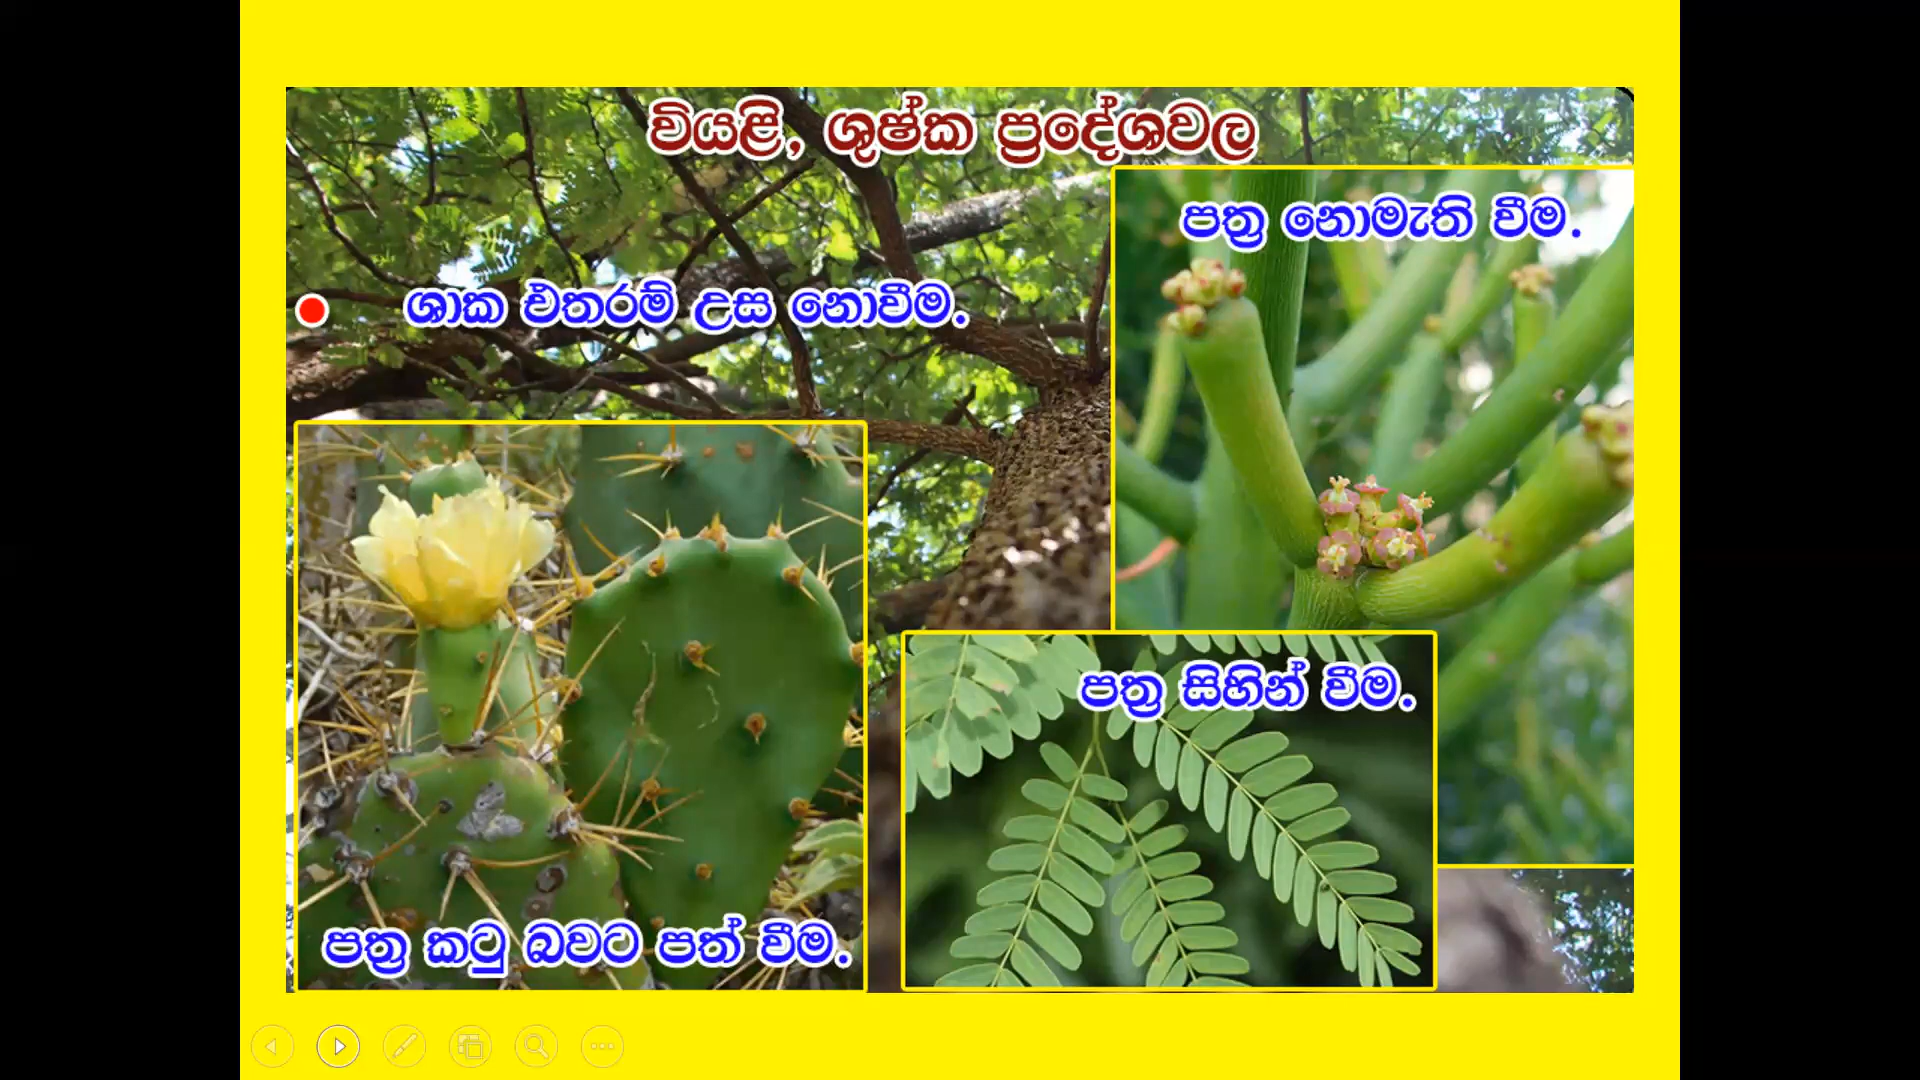 වියළි, ශුෂ්ක ප්‍රදේශවල
පත්‍ර නොමැති වීම.
ශාක එතරම් උස නොවීම.
පත්‍ර සිහින් වීම.
පත්‍ර කටු බවට පත් වීම.